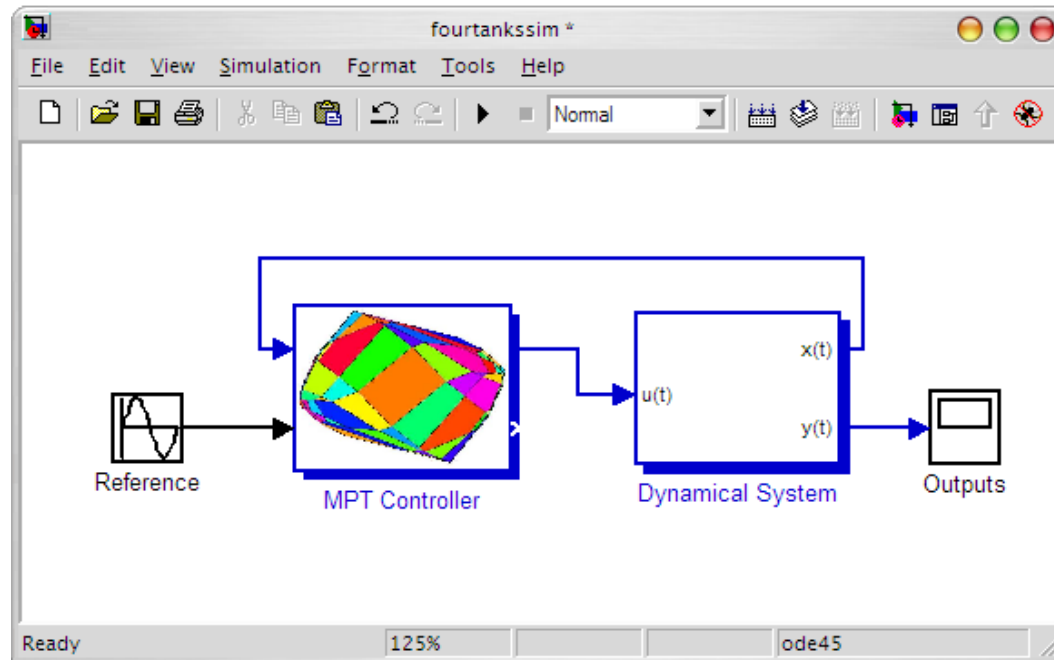 fourtankssim *
File Edit View Simulation Format Tools Help
Normal
x(t)
u(t)
y(t)
Reference
MPT Controller
Dynamical System
Outputs
Ready 125% ode45